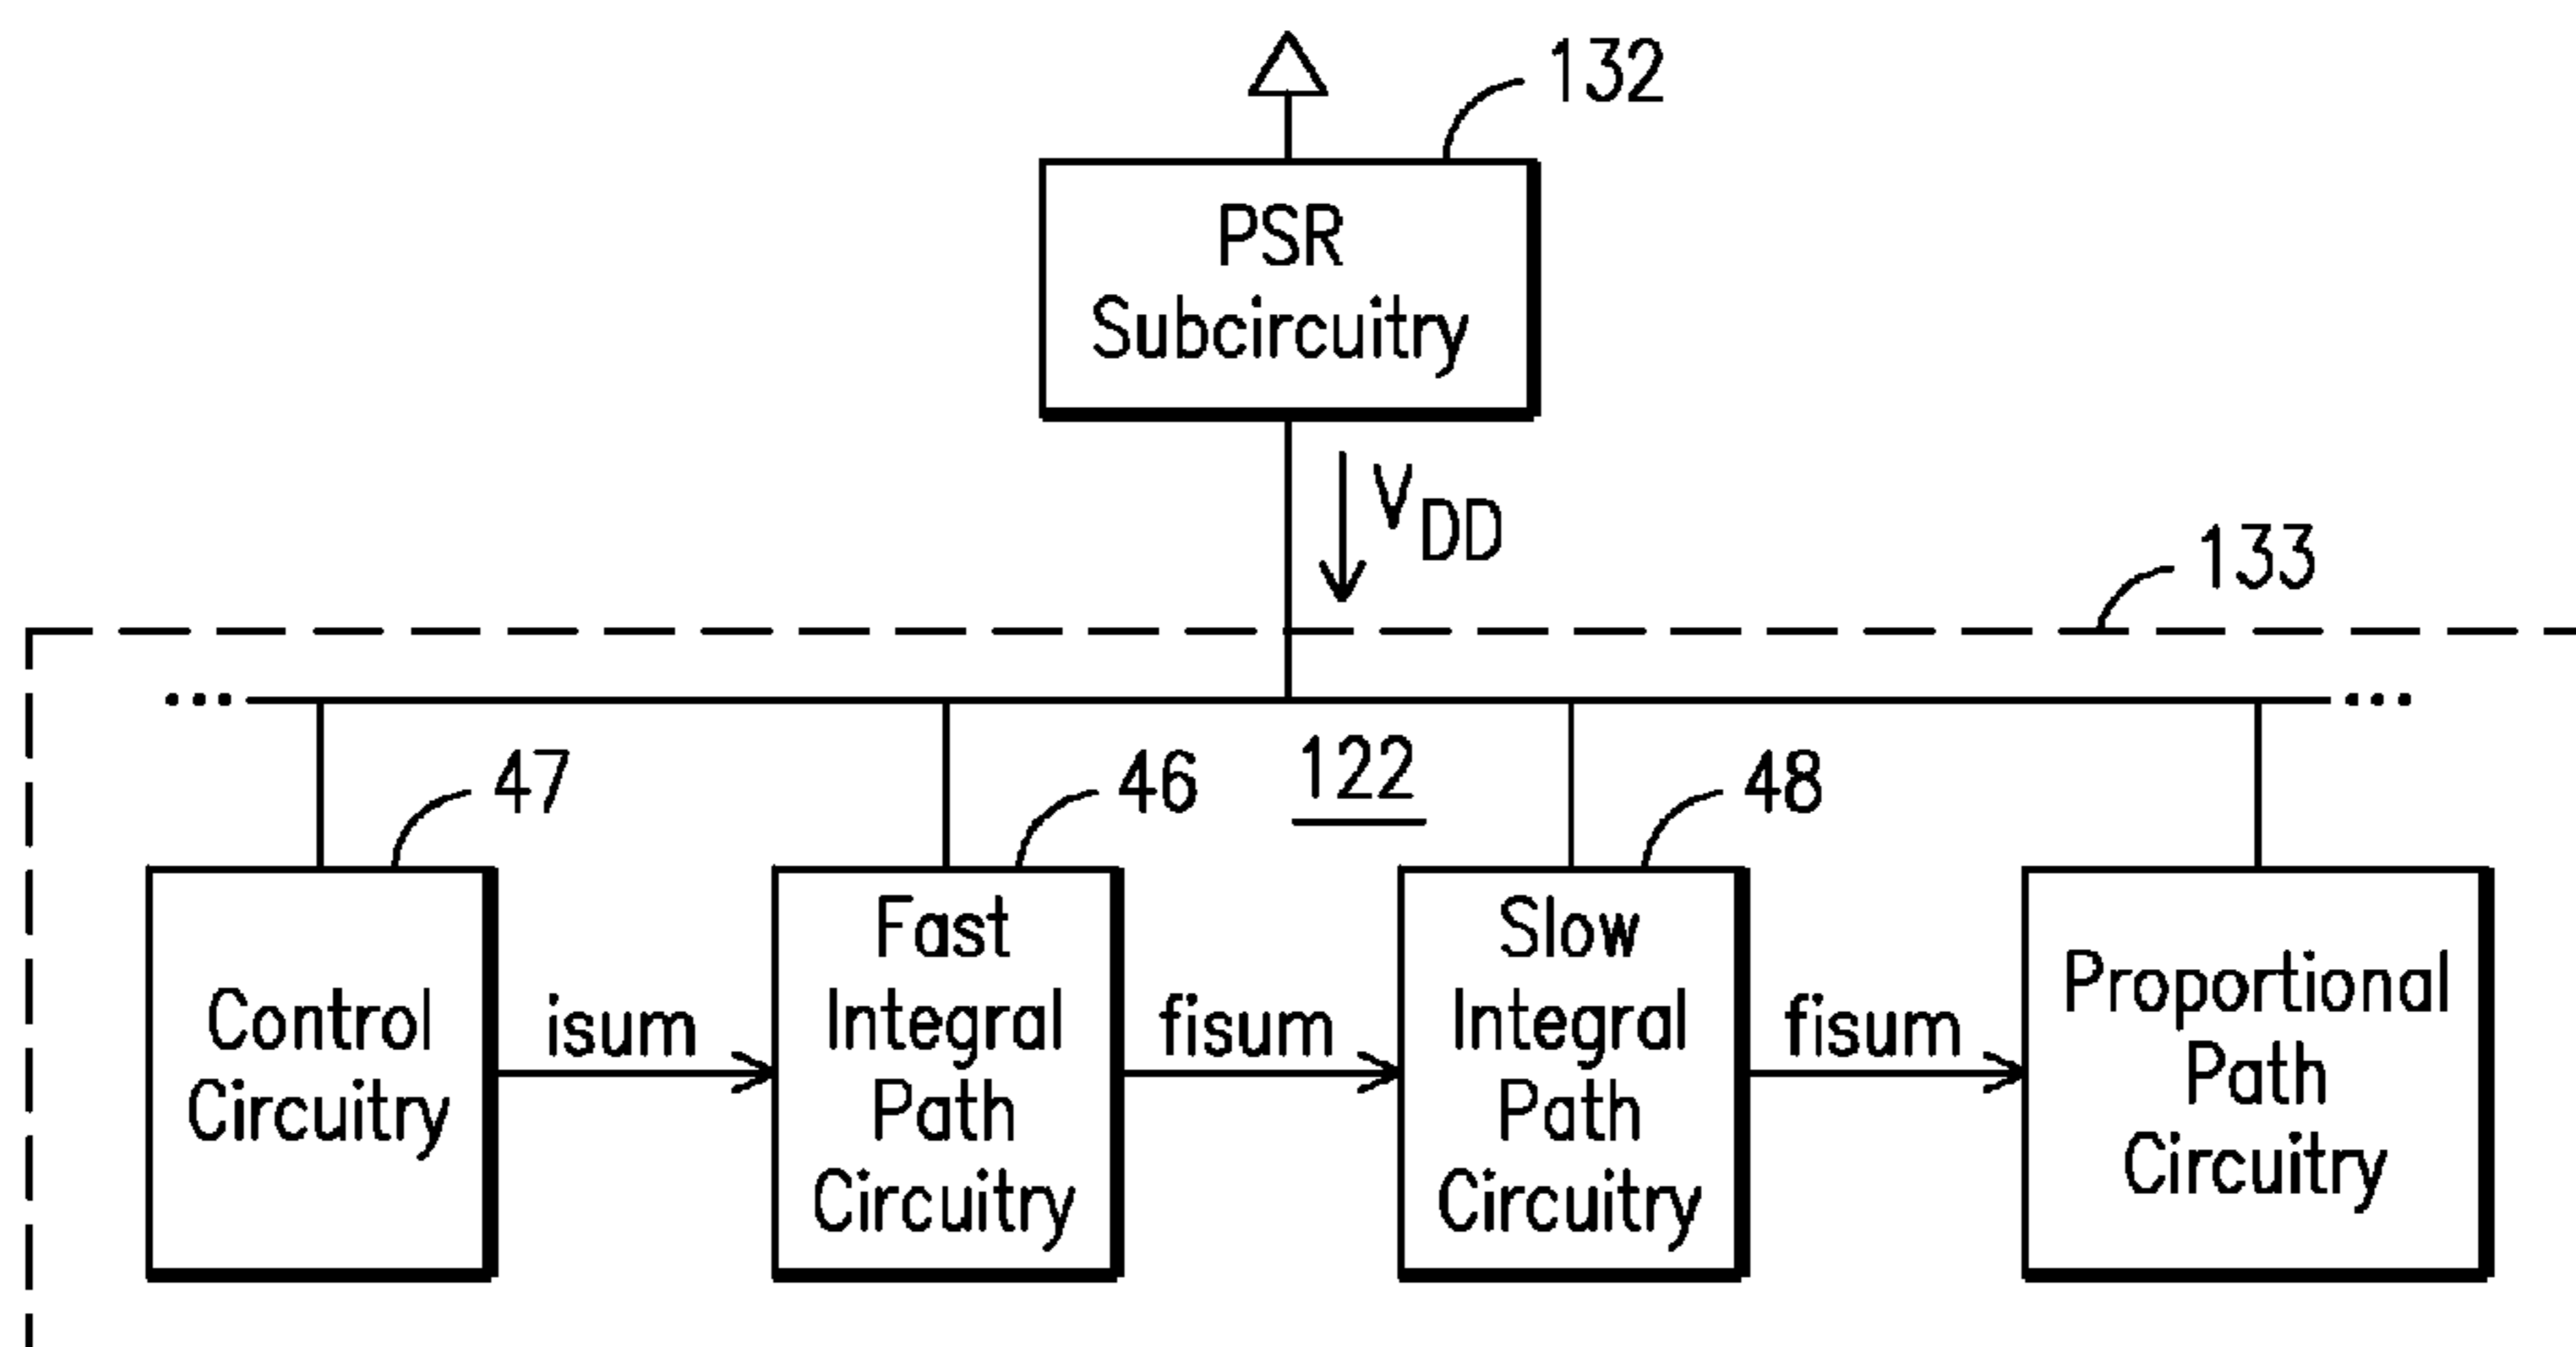 132
PSR
Subcircuitry
VDD
133
...
...
47
46
122
48
Control
Circuitry
isum
Fast
Integral
Path
Circuitry
fisum
Slow
Integral
Path
Circuitry
fisum
Proportional
Path
Circuitry